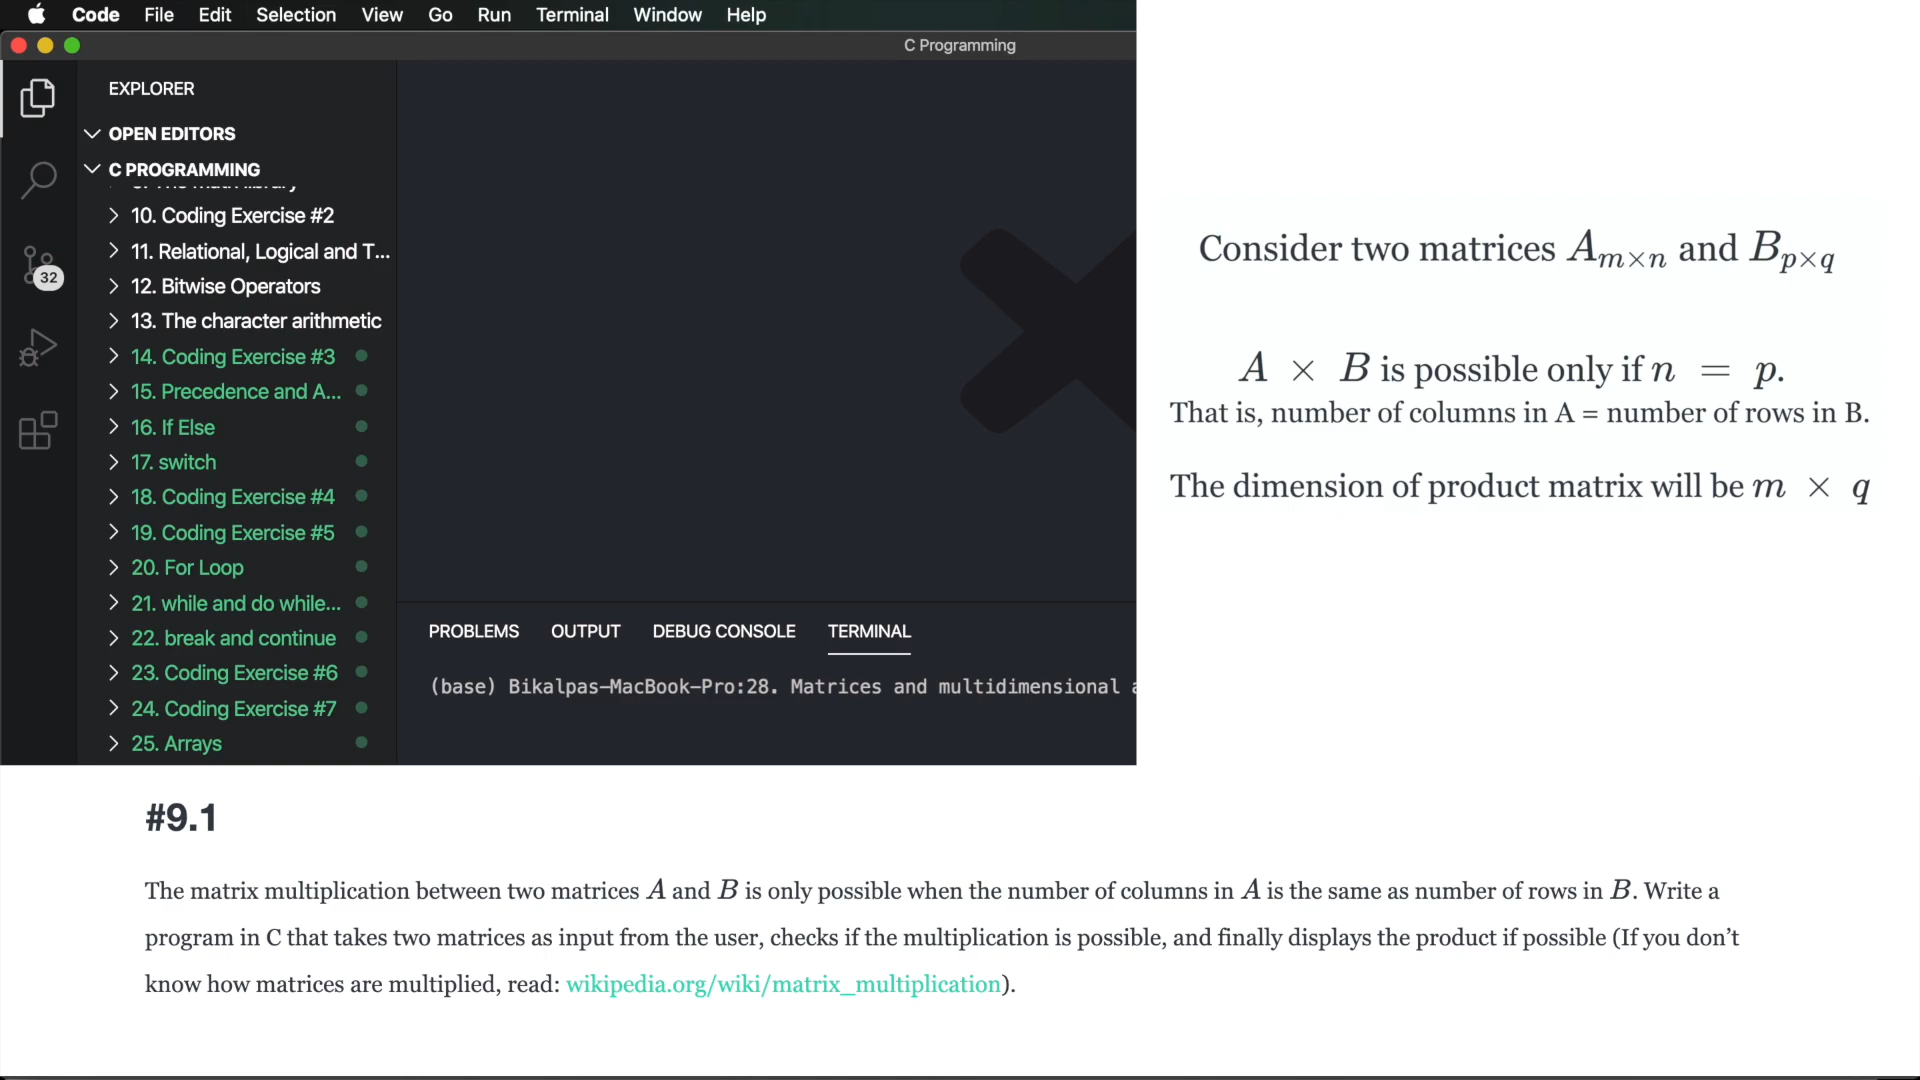 Code File Edit Selection View Go Run Terminal Window Help
C Programming
EXPLORER
OPEN EDITORS
C PROGRAMMING
10. Coding Exercise #2
11. Relational, Logical and T...
12. Bitwise Operators
13. The character arithmetic
14. Coding Exercise #3
15. Precedence and A...
16. If Else
17. switch
18. Coding Exercise #4
19. Coding Exercise #5
20. For Loop
21. while and do while...
22. break and continue
23. Coding Exercise #6
24. Coding Exercise #7
25. Arrays
32
PROBLEMS OUTPUT DEBUG CONSOLE TERMINAL
(base) Bikalpas-MacBook-Pro:28. Matrices and multidimensional
Consider two matrices A_{m×n} and B_{p×q}
A × B is possible only if n = p.
That is, number of columns in A = number of rows in B.
The dimension of product matrix will be m × q
#9.1
The matrix multiplication between two matrices A and B is only possible when the number of columns in A is the same as number of rows in B. Write a
program in C that takes two matrices as input from the user, checks if the multiplication is possible, and finally displays the product if possible (If you don’t
know how matrices are multiplied, read: wikipedia.org/wiki/matrix_multiplication).